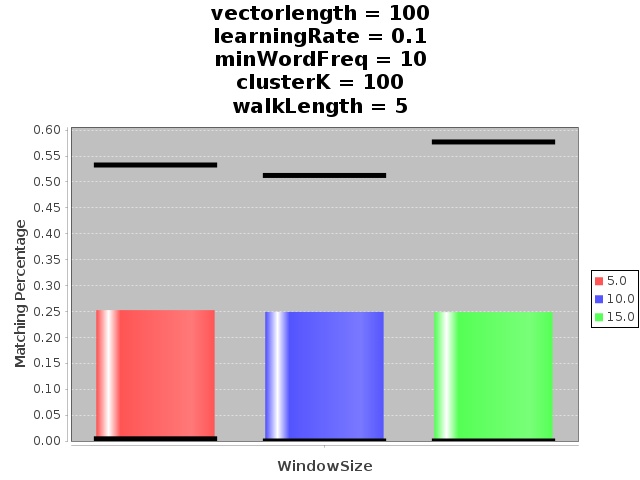 vectorlength = 100
learningRate = 0.1
minWordFreq = 10
clusterK = 100
walkLength = 5
0.60
0.55
0.50
0.45
0.40
0.35
0.30
0.25
0.20
0.15
0.10
0.05
0.00
Matching Percentage
WindowSize
5.0
10.0
15.0